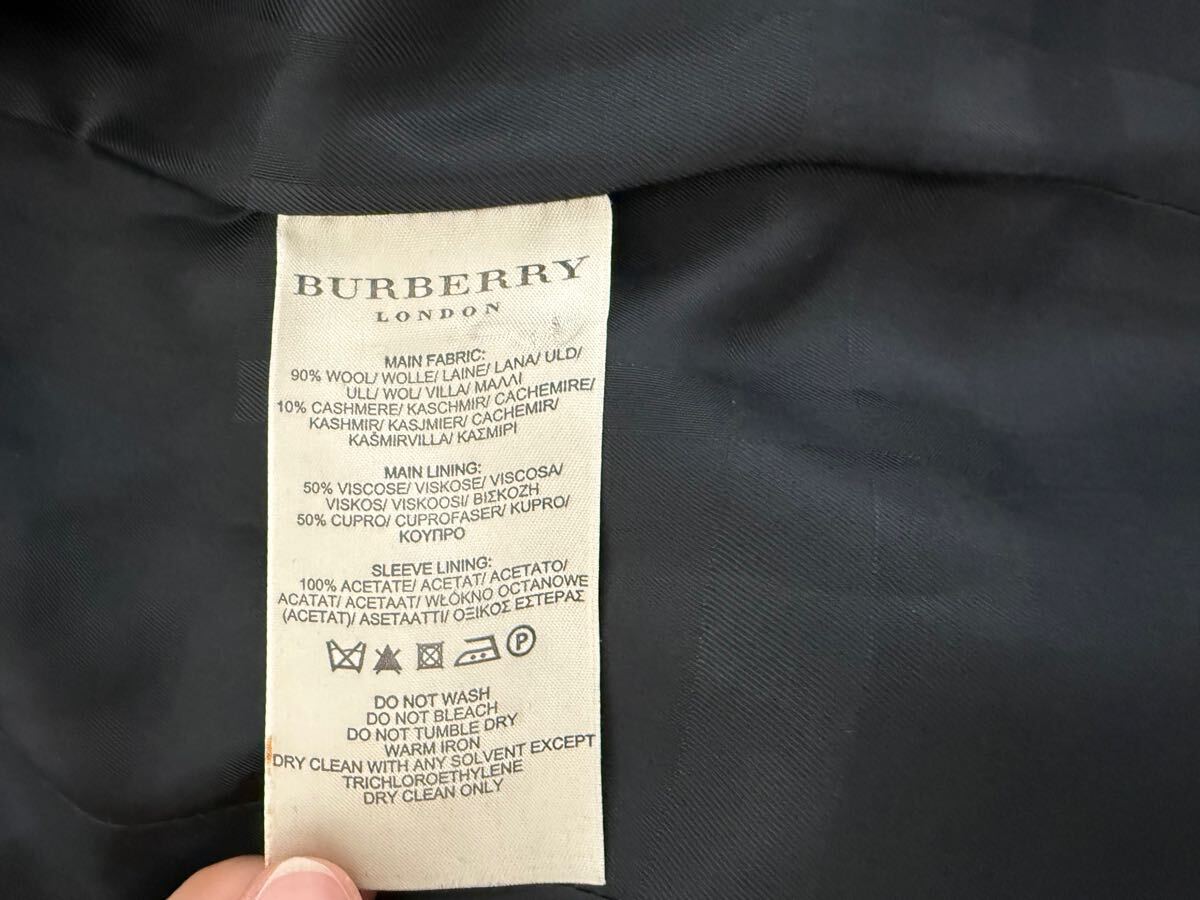 BURBERRY
LONDON
MAIN FABRIC:
90% WOOL/ WOLLE/ LAINE/ LANA/ ULD/
ULL/ WOL/ VILLA/ ΜΑΛΛΙ
10% CASHMERE/ KASCHMIR/ CACHEMIRE/
KASHMIR/ KASJMIER/ CACHEMIR/
KAŠMIRVILLA/ ΚΑΣΜΙΡΙ
MAIN LINING:
50% VISCOSE/ VISKOSE/ VISCOSA/
VISKOS/ VISKOOSI/ ΒΙΣΚΟΖΗ
50% CUPRO/ CUPROFASER/ KUPRO/
ΚΟΥΠΡΟ
SLEEVE LINING:
100% ACETATE/ ACETAT/ ACETATO/
ACATAT/ ACETAAT/ WŁÓKNO OCTANOWE
(ACETAT)/ ASETAATTI/ ΟΞΙΚΟΣ ΕΣΤΕΡΑΣ
P
DO NOT WASH
DO NOT BLEACH
DO NOT TUMBLE DRY
WARM IRON
DRY CLEAN WITH ANY SOLVENT EXCEPT
TRICHLOROETHYLENE
DRY CLEAN ONLY